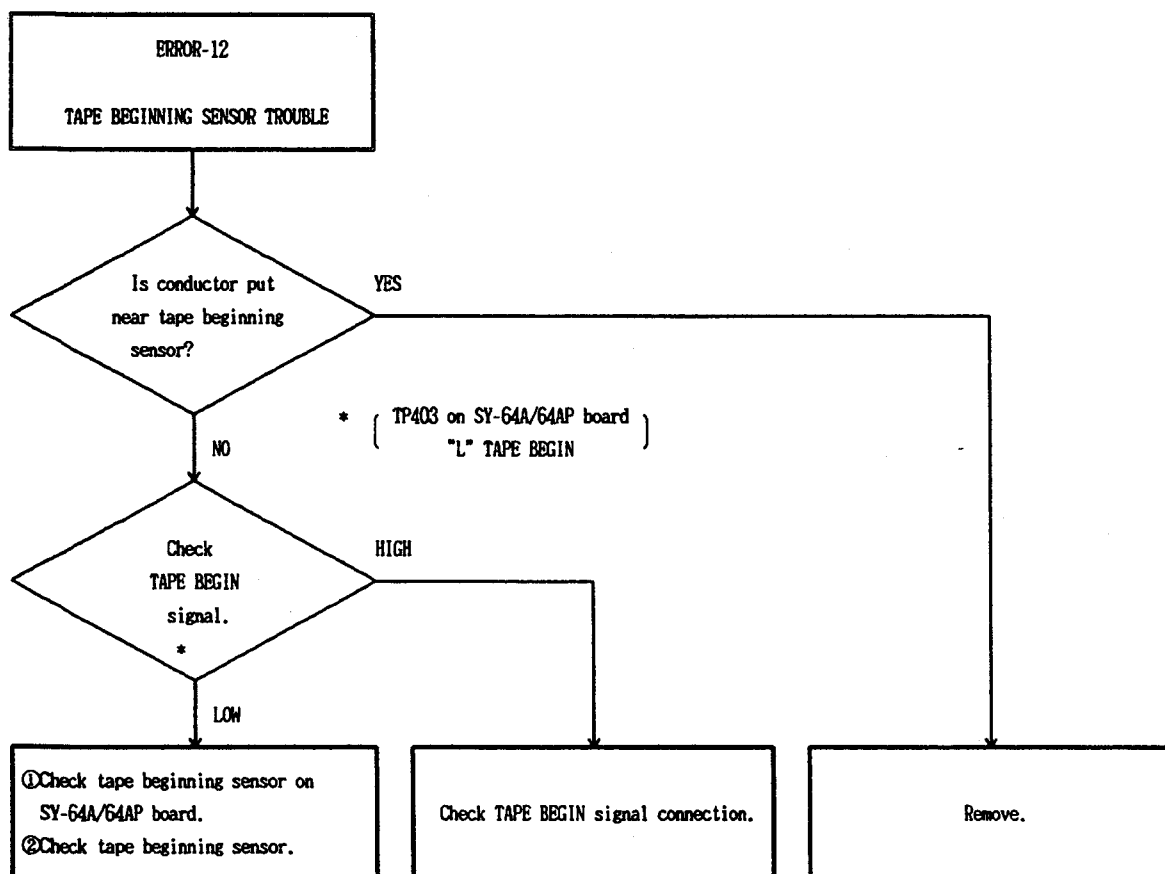 ERROR-12
TAPE BEGINNING SENSOR TROUBLE
Is conductor put
near tape beginning
sensor?
YES
NO
* ( TP403 on SY-64A/64AP board
"L" TAPE BEGIN )
Check
TAPE BEGIN
signal.
*
HIGH
LOW
①Check tape beginning sensor on
SY-64A/64AP board.
②Check tape beginning sensor.
Check TAPE BEGIN signal connection.
Remove.